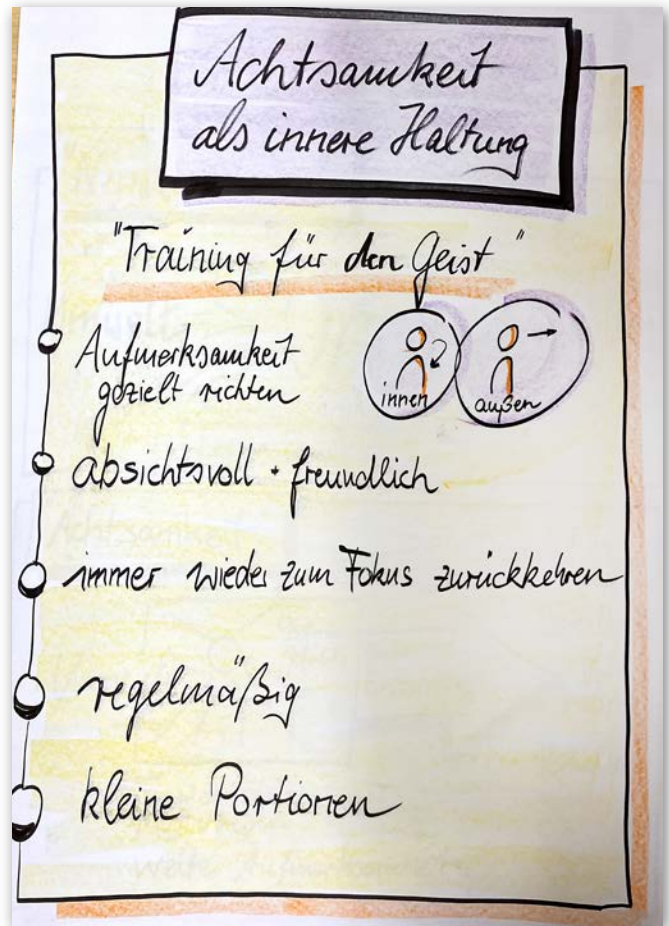 Achtsamkeit
als innere Haltung
"Training für den Geist"
Aufmerksamkeit
gezielt richten
innen
außen
absichtsvoll + freundlich
immer wieder zum Fokus zurückkehren
regelmäßig
kleine Portionen